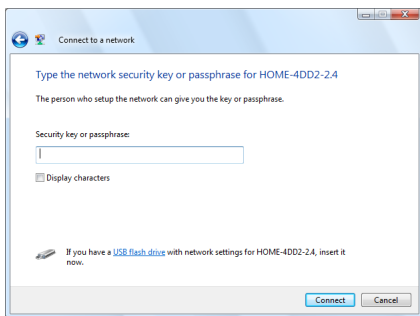 Connect to a network
Type the network security key or passphrase for HOME-4DD2-2.4
The person who setup the network can give you the key or passphrase.
Security key or passphrase:
Display characters
If you have a USB flash drive with network settings for HOME-4DD2-2.4, insert it
now.
Connect Cancel